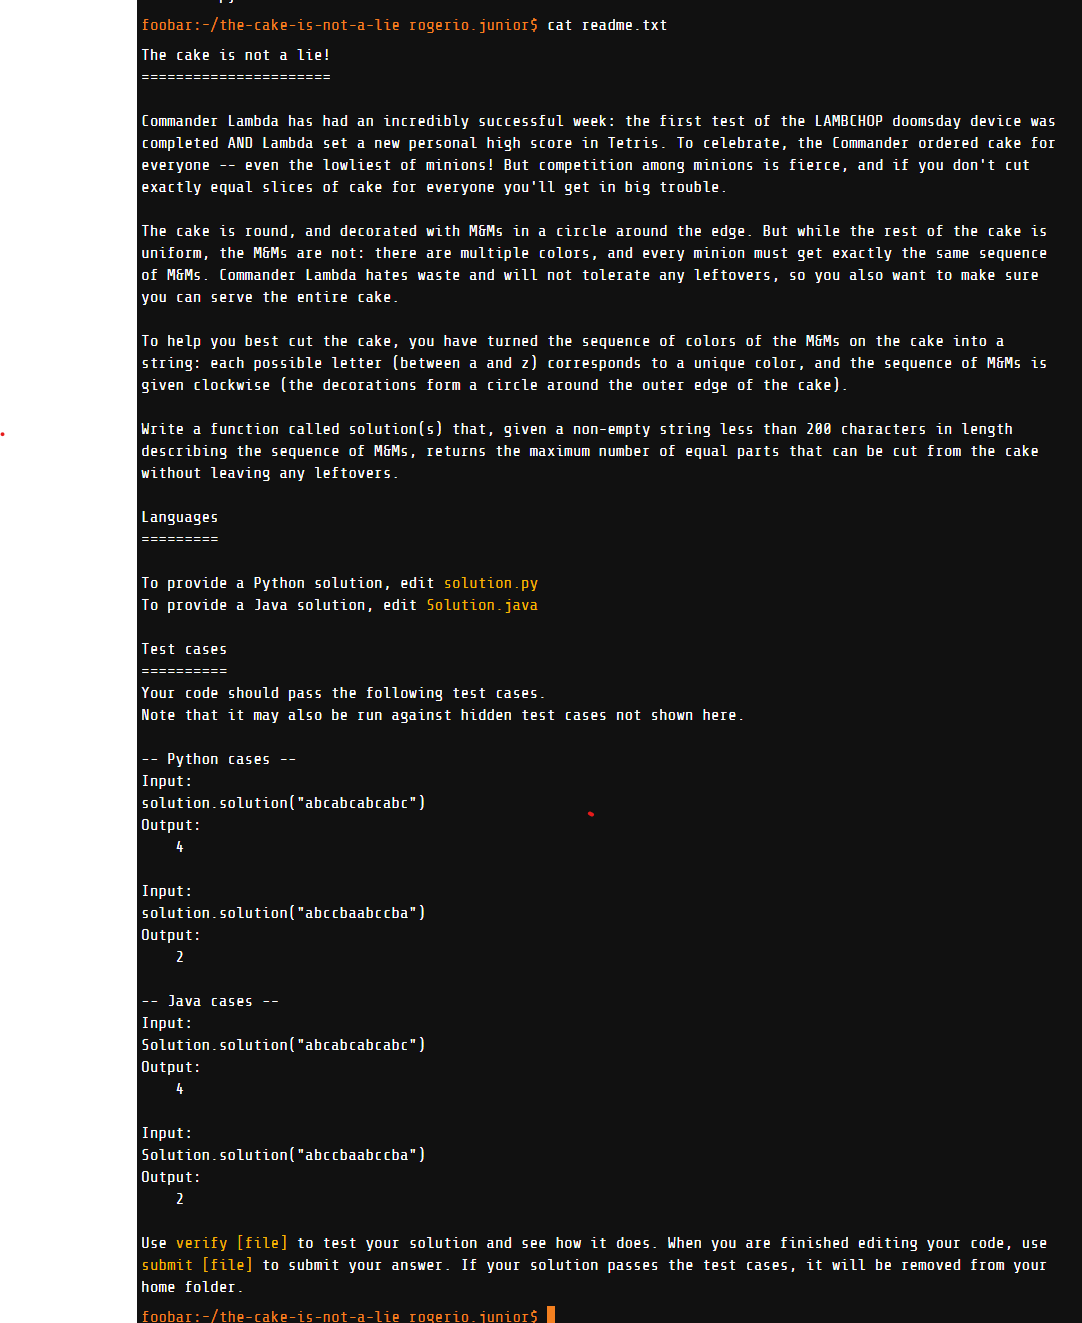 foobar:~/the-cake-is-not-a-lie rogerio.junior$ cat readme.txt
The cake is not a lie!
======================
Commander Lambda has had an incredibly successful week: the first test of the LAMBCHOP doomsday device was
completed AND Lambda set a new personal high score in Tetris. To celebrate, the Commander ordered cake for
everyone -- even the lowliest of minions! But competition among minions is fierce, and if you don't cut
exactly equal slices of cake for everyone you'll get in big trouble.
The cake is round, and decorated with M&Ms in a circle around the edge. But while the rest of the cake is
uniform, the M&Ms are not: there are multiple colors, and every minion must get exactly the same sequence
of M&Ms. Commander Lambda hates waste and will not tolerate any leftovers, so you also want to make sure
you can serve the entire cake.
To help you best cut the cake, you have turned the sequence of colors of the M&Ms on the cake into a
string: each possible letter (between a and z) corresponds to a unique color, and the sequence of M&Ms is
given clockwise (the decorations form a circle around the outer edge of the cake).
Write a function called solution(s) that, given a non-empty string less than 200 characters in length
describing the sequence of M&Ms, returns the maximum number of equal parts that can be cut from the cake
without leaving any leftovers.
Languages
=========
To provide a Python solution, edit solution.py
To provide a Java solution, edit Solution.java
Test cases
==========
Your code should pass the following test cases.
Note that it may also be run against hidden test cases not shown here.
-- Python cases --
Input:
solution.solution("abcabcabcabc")
Output:
4
Input:
solution.solution("abccbaabccba")
Output:
2
-- Java cases --
Input:
Solution.solution("abcabcabcabc")
Output:
4
Input:
Solution.solution("abccbaabccba")
Output:
2
Use verify [file] to test your solution and see how it does. When you are finished editing your code, use
submit [file] to submit your answer. If your solution passes the test cases, it will be removed from your
home folder.
foobar:~/the-cake-is-not-a-lie rogerio.junior$